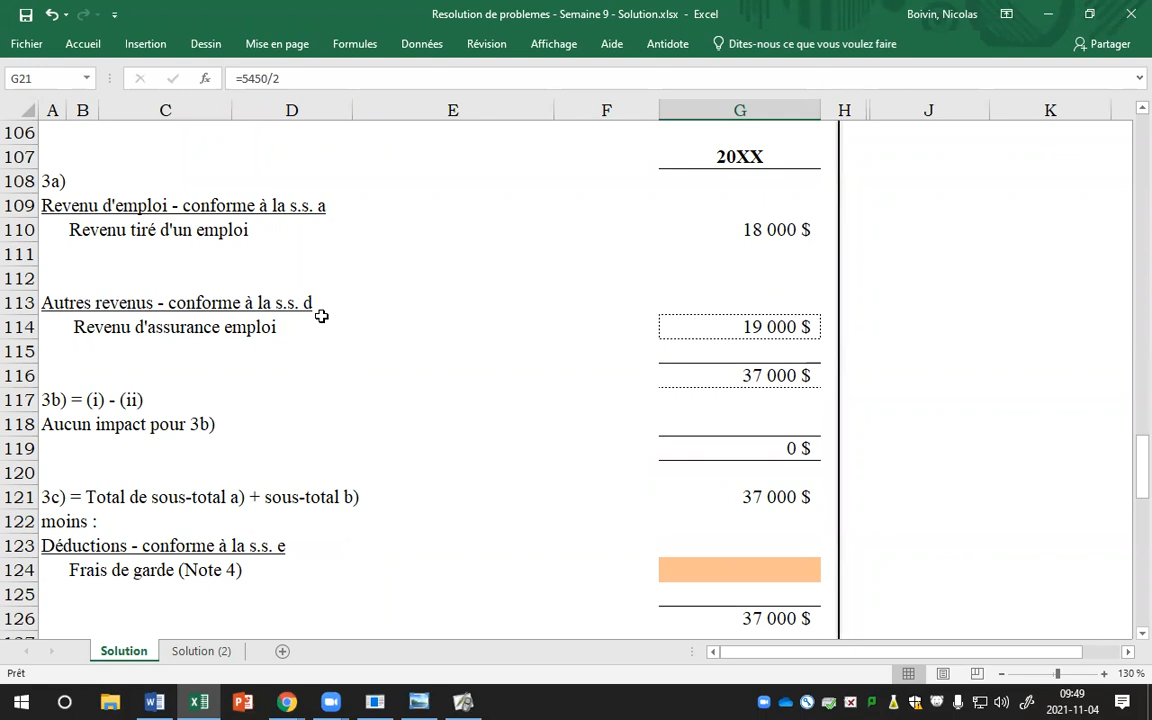 Resolution de problemes - Semaine 9 - Solution.xlsx - Excel
Boivin, Nicolas
Fichier Accueil Insertion Dessin Mise en page Formules Données Révision Affichage Aide Antidote Dites-nous ce que vous voulez faire Partager
G21 fx =5450/2
A B C D E F G H J K
106
107 20XX
108 3a)
109 Revenu d'emploi - conforme à la s.s. a
110 Revenu tiré d'un emploi 18 000 $
111
112
113 Autres revenus - conforme à la s.s. d
114 Revenu d'assurance emploi 19 000 $
115
116 37 000 $
117 3b) = (i) - (ii)
118 Aucun impact pour 3b)
119 0 $
120
121 3c) = Total de sous-total a) + sous-total b) 37 000 $
122 moins :
123 Déductions - conforme à la s.s. e
124 Frais de garde (Note 4)
125
126 37 000 $
Solution Solution (2)
Prêt 130 %
09:49
2021-11-04